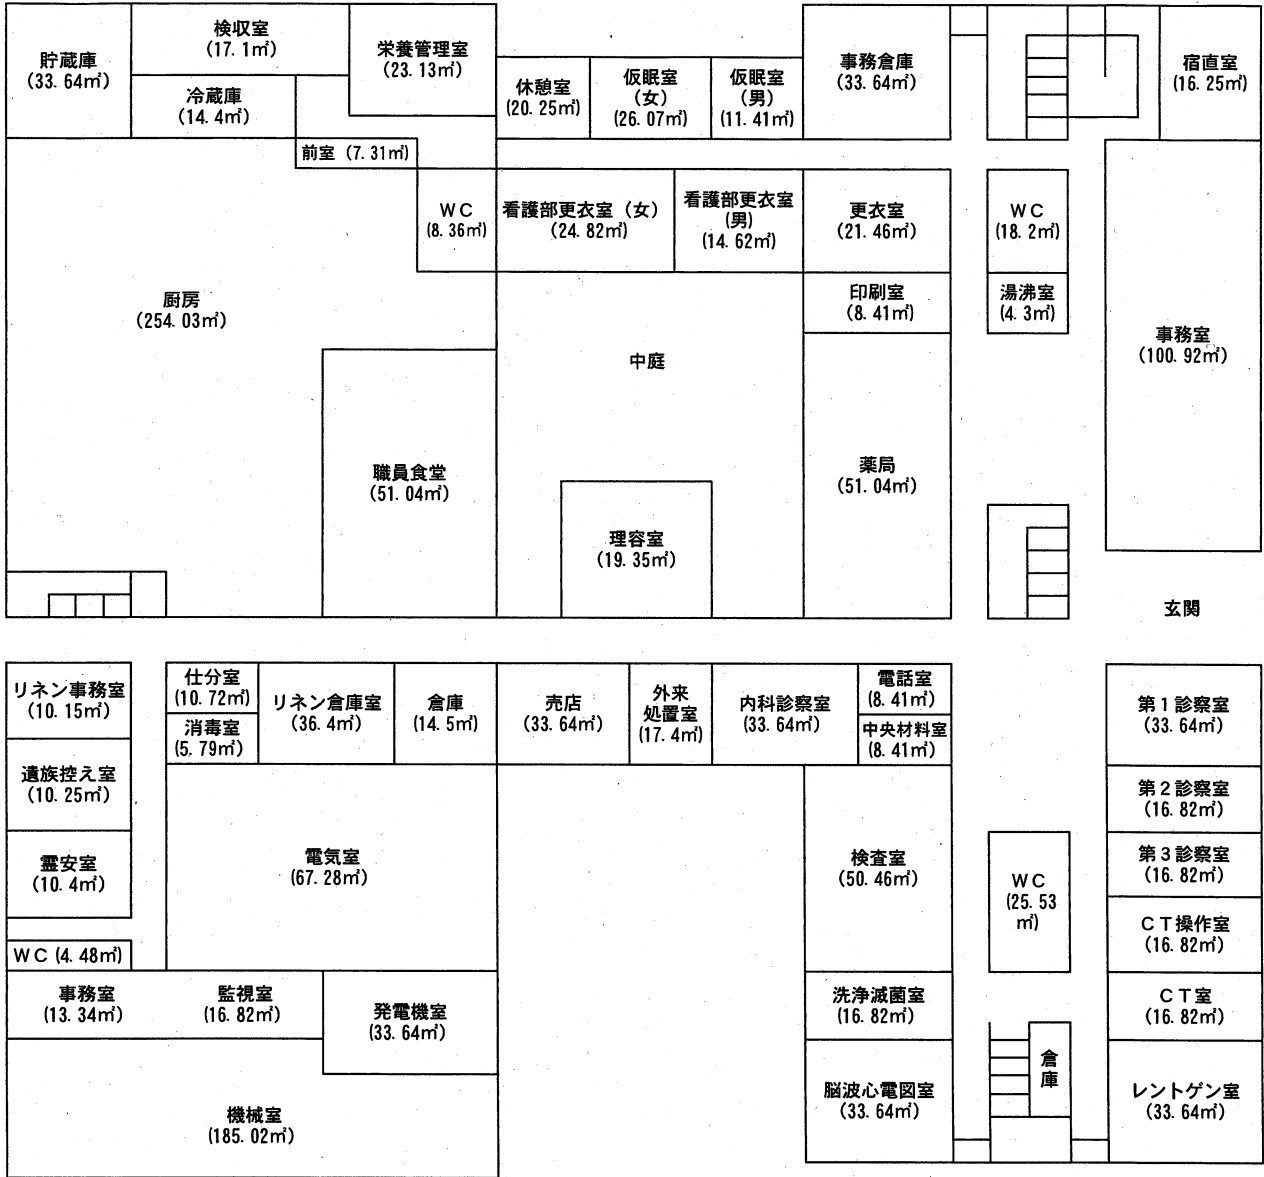 貯蔵庫
(33.64㎡)
検収室
(17.1㎡)
冷蔵庫
(14.4㎡)
栄養管理室
(23.13㎡)
休憩室
(20.25㎡)
仮眠室
(女)
(26.07㎡)
仮眠室
(男)
(11.41㎡)
事務倉庫
(33.64㎡)
宿直室
(16.25㎡)
前室 (7.31㎡)
WC
(8.36㎡)
看護部更衣室(女)
(24.82㎡)
看護部更衣室
(男)
(14.62㎡)
更衣室
(21.46㎡)
WC
(18.2㎡)
厨房
(254.03㎡)
印刷室
(8.41㎡)
湯沸室
(4.3㎡)
事務室
(100.92㎡)
中庭
職員食堂
(51.04㎡)
薬局
(51.04㎡)
理容室
(19.35㎡)
玄関
リネン事務室
(10.15㎡)
仕分室
(10.72㎡)
消毒室
(5.79㎡)
リネン倉庫室
(36.4㎡)
倉庫
(14.5㎡)
売店
(33.64㎡)
外来
処置室
(17.4㎡)
内科診察室
(33.64㎡)
電話室
(8.41㎡)
中央材料室
(8.41㎡)
第1診察室
(33.64㎡)
遺族控え室
(10.25㎡)
第2診察室
(16.82㎡)
霊安室
(10.4㎡)
電気室
(67.28㎡)
検査室
(50.46㎡)
WC
(25.53
㎡)
第3診察室
(16.82㎡)
CT操作室
(16.82㎡)
WC (4.48㎡)
事務室
(13.34㎡)
監視室
(16.82㎡)
発電機室
(33.64㎡)
洗浄滅菌室
(16.82㎡)
CT室
(16.82㎡)
機械室
(185.02㎡)
脳波心電図室
(33.64㎡)
倉
庫
レントゲン室
(33.64㎡)